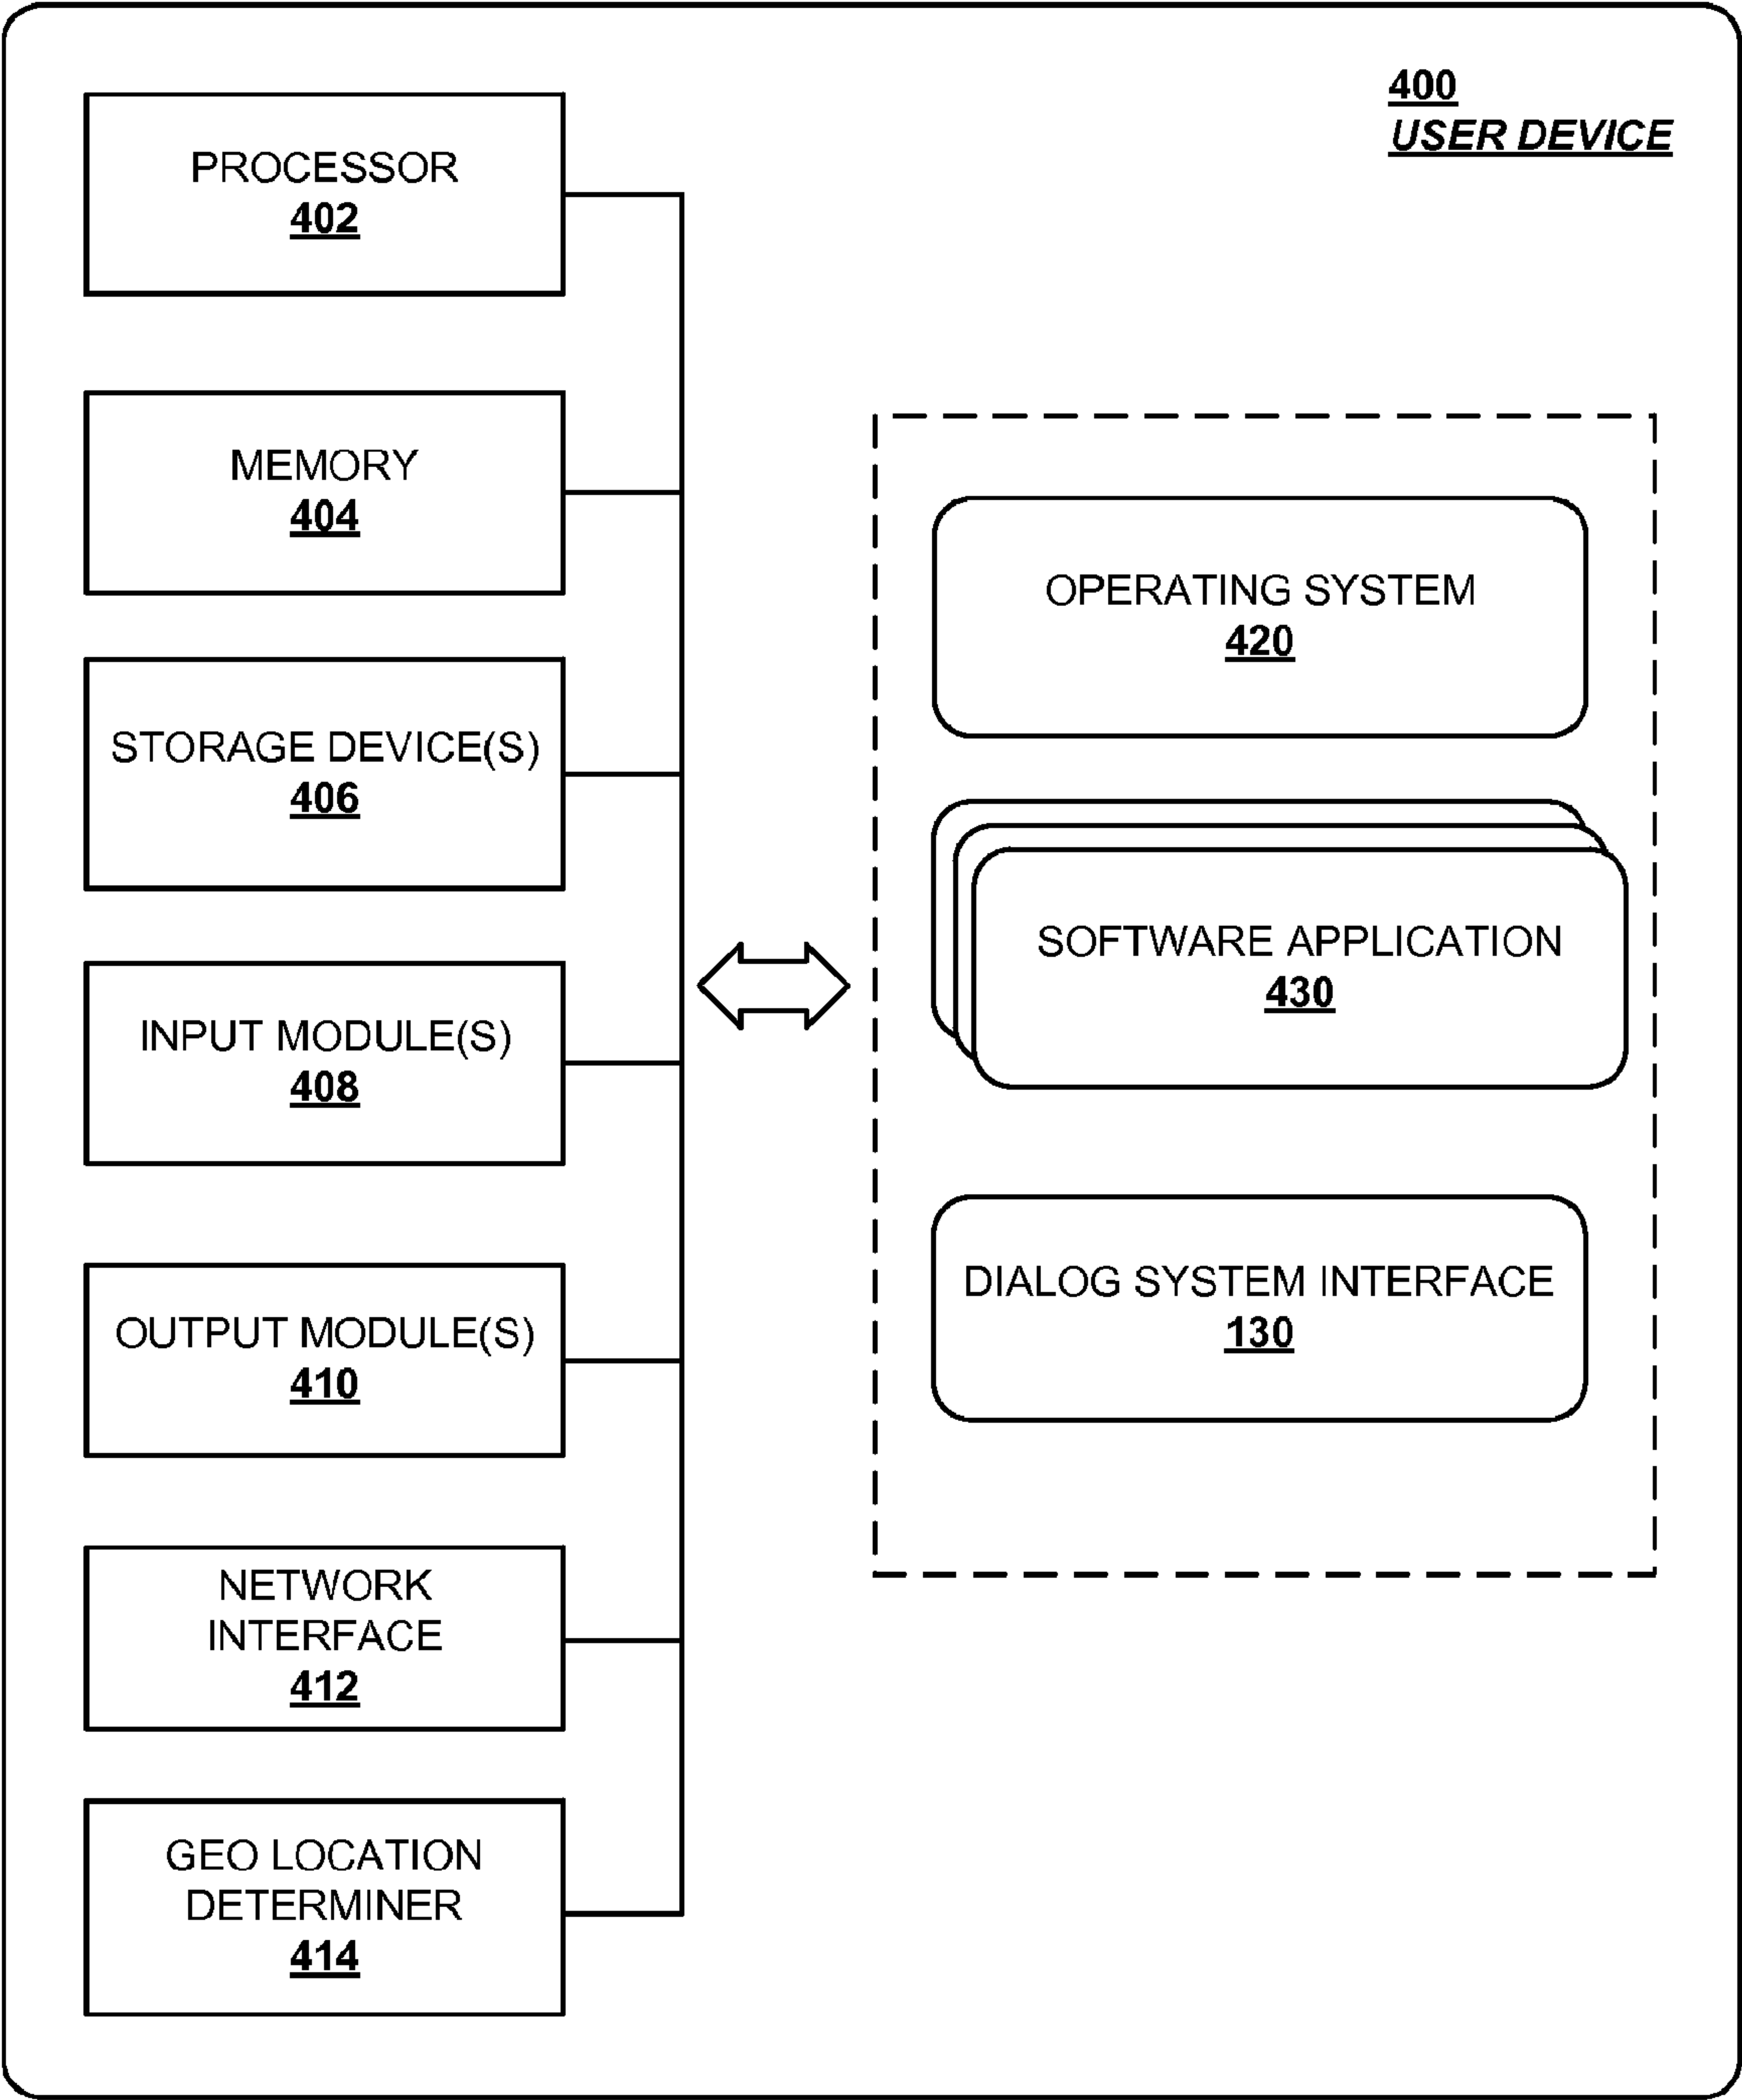 400
USER DEVICE
PROCESSOR
402
MEMORY
404
STORAGE DEVICE(S)
406
INPUT MODULE(S)
408
OUTPUT MODULE(S)
410
NETWORK
INTERFACE
412
GEO LOCATION
DETERMINER
414
OPERATING SYSTEM
420
SOFTWARE APPLICATION
430
DIALOG SYSTEM INTERFACE
130